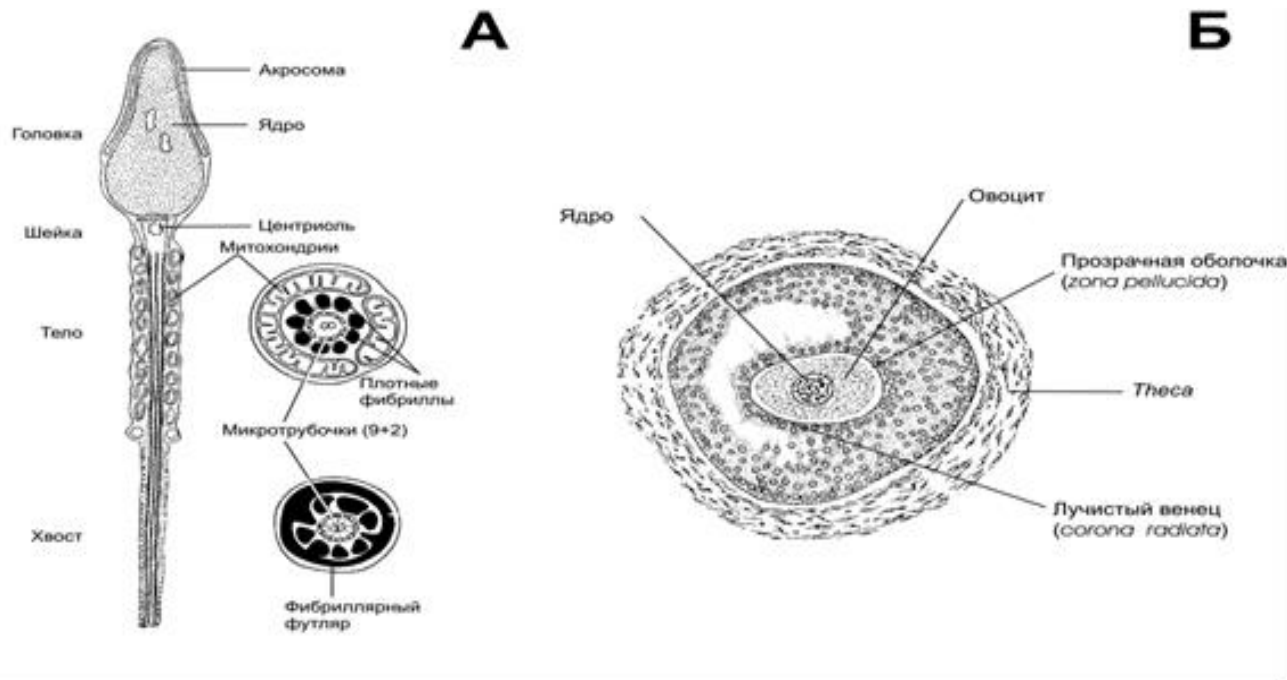 А
Акросома
Ядро
Головка
Центриоль
Шейка
Митохондрии
Тело
Плотные
фибриллы
Микротрубочки (9+2)
Хвост
Фибриллярный
футляр
Б
Овоцит
Ядро
Прозрачная оболочка
(zona pellucida)
Theca
Лучистый венец
(corona radiata)